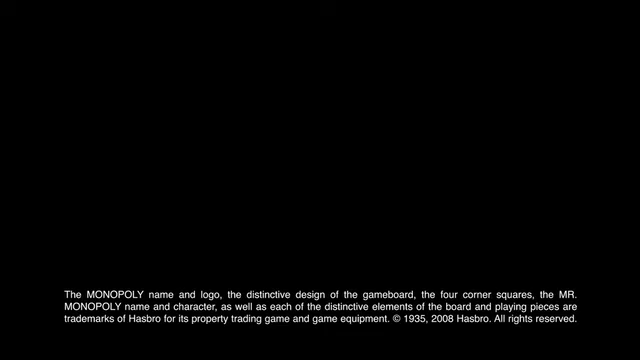 The MONOPOLY name and logo, the distinctive design of the gameboard, the four corner squares, the MR.
MONOPOLY name and character, as well as each of the distinctive elements of the board and playing pieces are
trademarks of Hasbro for its property trading game and game equipment. © 1935, 2008 Hasbro. All rights reserved.